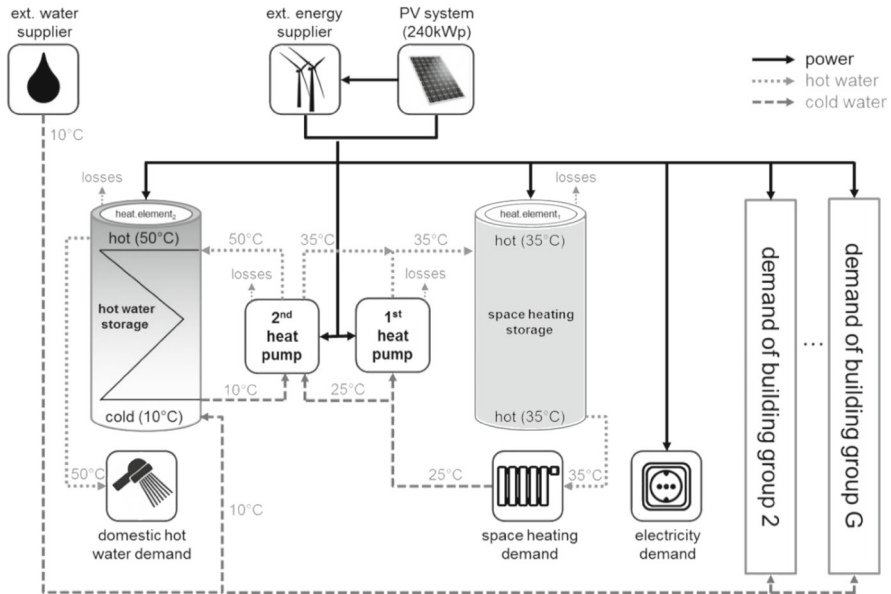 ext. water
supplier
ext. energy
supplier
PV system
(240kWp)
power
hot water
cold water
10°C
losses
losses
heat.element₂
heat.element₁
hot (50°C)
50°C
35°C
35°C
hot (35°C)
losses
losses
hot water
storage
2nd
heat
pump
1st
heat
pump
space heating
storage
10°C
25°C
cold (10°C)
hot (35°C)
50°C
10°C
25°C
35°C
domestic hot
water demand
space heating
demand
electricity
demand
demand of building group 2
...
demand of building group G